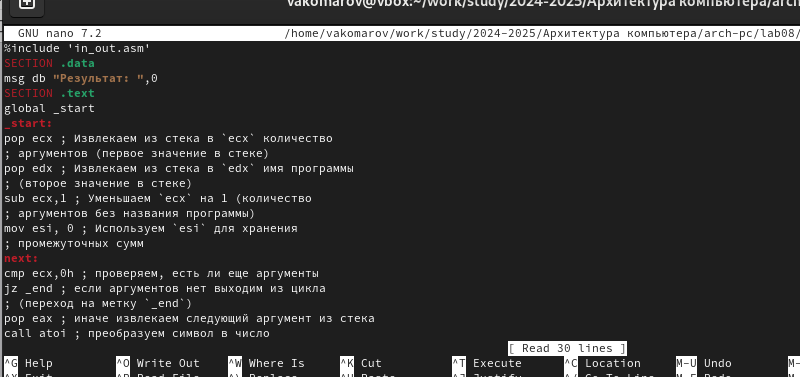 vakomarov@vbox:~/work/study/2024-2025/Архитектура компьютера/arch
GNU nano 7.2 /home/vakomarov/work/study/2024-2025/Архитектура компьютера/arch-pc/lab08/
%include 'in_out.asm'
SECTION .data
msg db "Результат: ",0
SECTION .text
global _start
_start:
pop ecx ; Извлекаем из стека в `ecx` количество
; аргументов (первое значение в стеке)
pop edx ; Извлекаем из стека в `edx` имя программы
; (второе значение в стеке)
sub ecx,1 ; Уменьшаем `ecx` на 1 (количество
; аргументов без названия программы)
mov esi, 0 ; Используем `esi` для хранения
; промежуточных сумм
next:
cmp ecx,0h ; проверяем, есть ли еще аргументы
jz _end ; если аргументов нет выходим из цикла
; (переход на метку `_end`)
pop eax ; иначе извлекаем следующий аргумент из стека
call atoi ; преобразуем символ в число
[ Read 30 lines ]
^G Help ^O Write Out ^W Where Is ^K Cut ^T Execute ^C Location M-U Undo M-